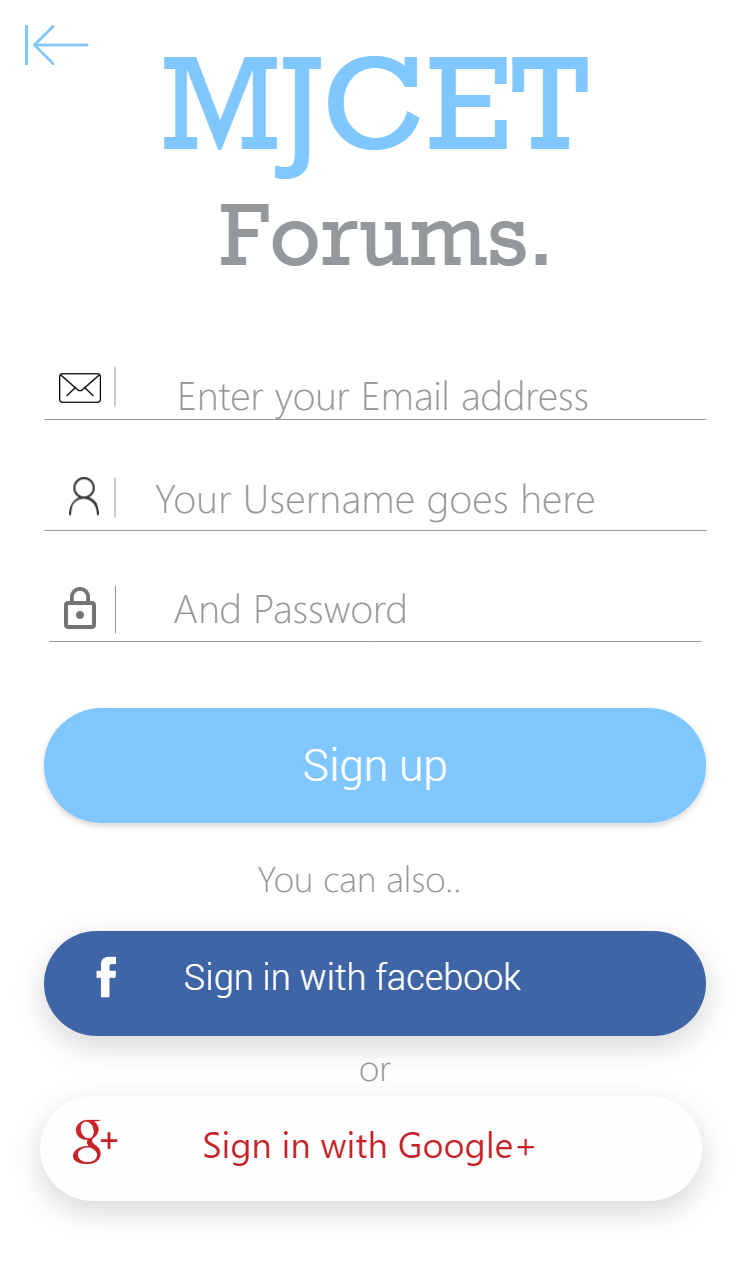 MJCET
Forums.
Enter your Email address
Your Username goes here
And Password
Sign up
You can also..
f Sign in with facebook
or
g+ Sign in with Google+